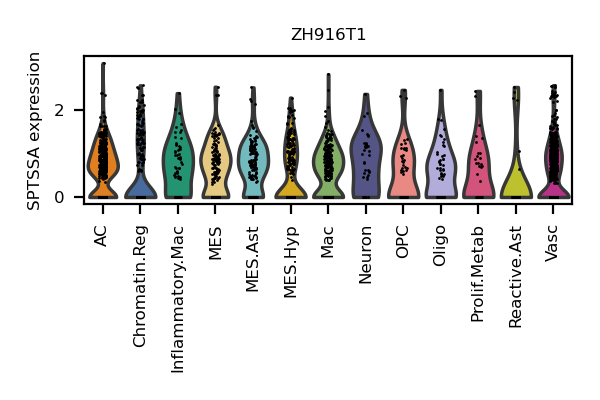 ZH916T1
SPTSSA expression
2
0
AC
Chromatin.Reg
Inflammatory.Mac
MES
MES.Ast
MES.Hyp
Mac
Neuron
OPC
Oligo
Prolif.Metab
Reactive.Ast
Vasc